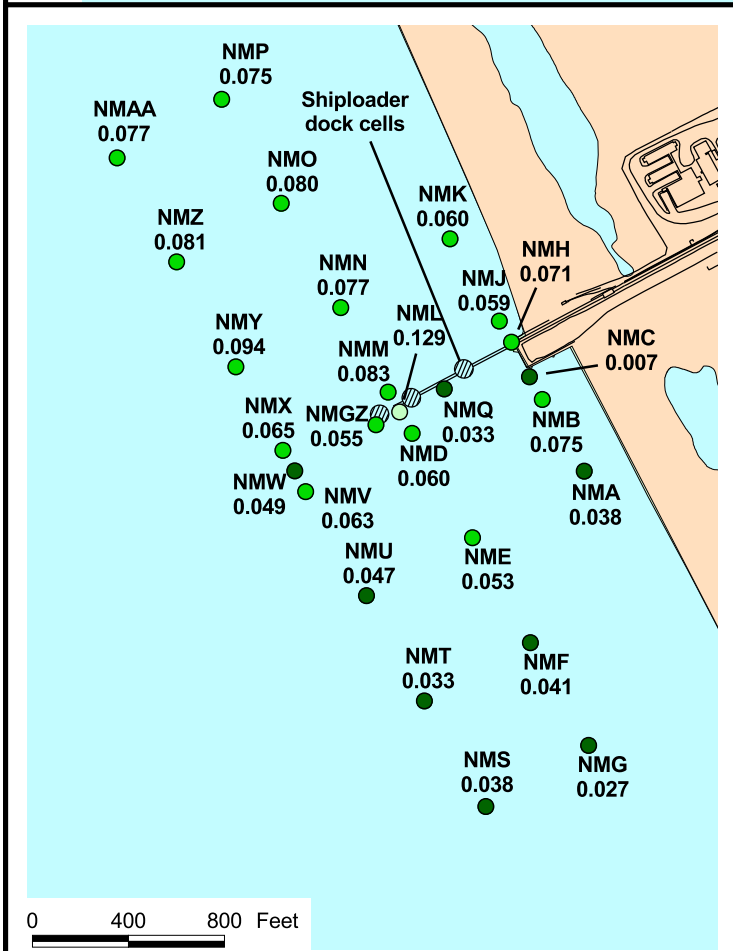 NMP
0.075
NMAA
0.077
Shiploader
dock cells
NMO
0.080
NMK
0.060
NMZ
0.081
NMH
0.071
NMN
0.077
NMJ
0.059
NML
0.129
NMY
0.094
NMC
0.007
NMM
0.083
NMX
0.065
NMGZ
0.055
NMQ
0.033
NMB
0.075
NMD
0.060
NMW
0.049
NMV
0.063
NMA
0.038
NMU
0.047
NME
0.053
NMT
0.033
NMF
0.041
NMS
0.038
NMG
0.027
0 400 800 Feet